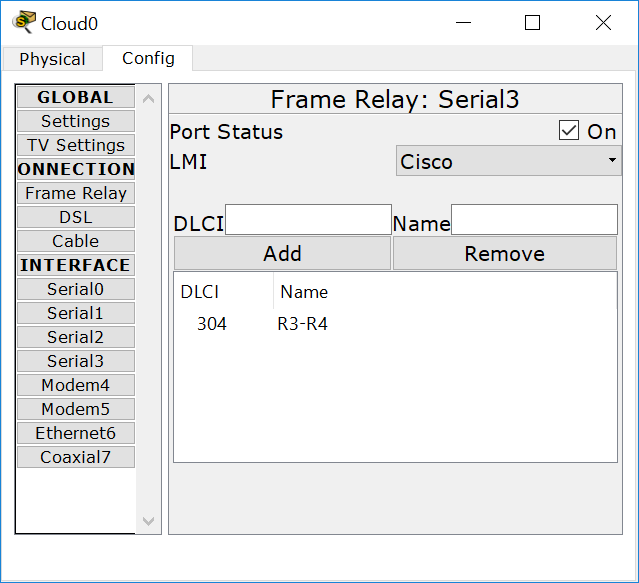 Cloud0
Physical Config
GLOBAL
Settings
TV Settings
ONNECTION
Frame Relay
DSL
Cable
INTERFACE
Serial0
Serial1
Serial2
Serial3
Modem4
Modem5
Ethernet6
Coaxial7
Frame Relay: Serial3
Port Status On
LMI Cisco
DLCI Name
Add Remove
DLCI Name
304 R3-R4